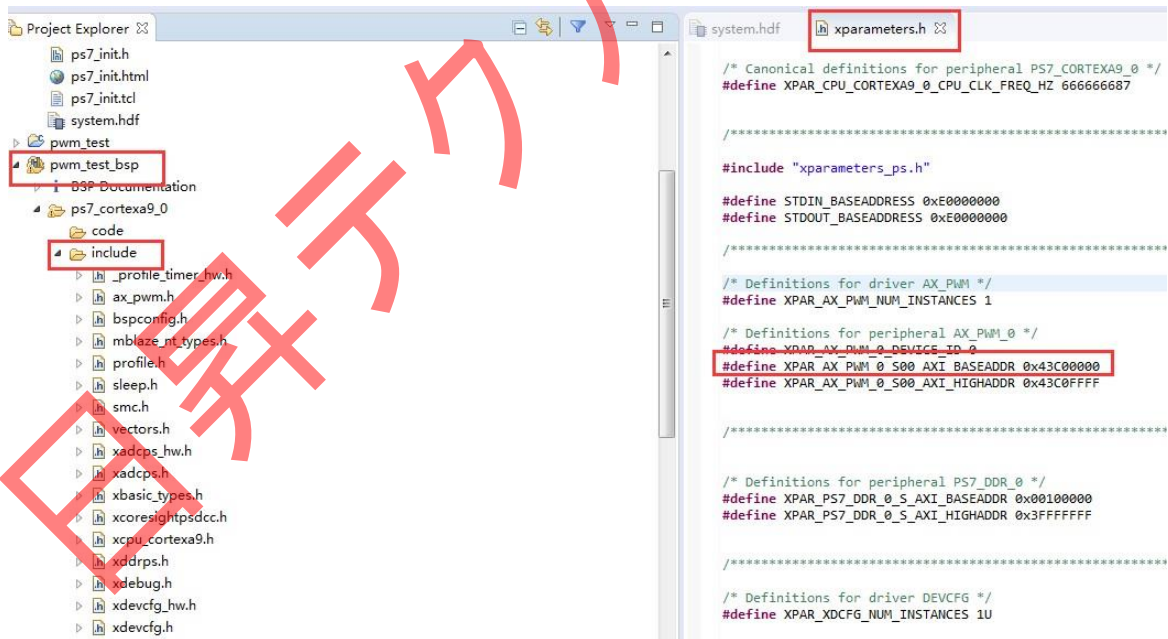 Project Explorer
ps7_init.h
ps7_init.html
ps7_init.tcl
system.hdf
pwm_test
pwm_test_bsp
BSP Documentation
ps7_cortexa9_0
code
include
_profile_timer_hw.h
ax_pwm.h
bspconfig.h
mblaze_nt_types.h
profile.h
sleep.h
smc.h
vectors.h
xadcps_hw.h
xadcps.h
xbasic_types.h
xcoresightpsdcc.h
xcpu_cortexa9.h
xddrps.h
xdebug.h
xdevcfg_hw.h
xdevcfg.h
system.hdf xparameters.h
/* Canonical definitions for peripheral PS7_CORTEXA9_0 */
#define XPAR_CPU_CORTEXA9_0_CPU_CLK_FREQ_HZ 666666687
/******************************************************
#include "xparameters_ps.h"
#define STDIN_BASEADDRESS 0xE0000000
#define STDOUT_BASEADDRESS 0xE0000000
/******************************************************
/* Definitions for driver AX_PWM */
#define XPAR_AX_PWM_NUM_INSTANCES 1
/* Definitions for peripheral AX_PWM_0 */
#define XPAR_AX_PWM_0_DEVICE_ID 0
#define XPAR_AX_PWM_0_S00_AXI_BASEADDR 0x43C00000
#define XPAR_AX_PWM_0_S00_AXI_HIGHADDR 0x43C0FFFF
/******************************************************
/* Definitions for peripheral PS7_DDR_0 */
#define XPAR_PS7_DDR_0_S_AXI_BASEADDR 0x00100000
#define XPAR_PS7_DDR_0_S_AXI_HIGHADDR 0x3FFFFFFF
/******************************************************
/* Definitions for driver DEVCFG */
#define XPAR_XDCFG_NUM_INSTANCES 1U
日昇テク